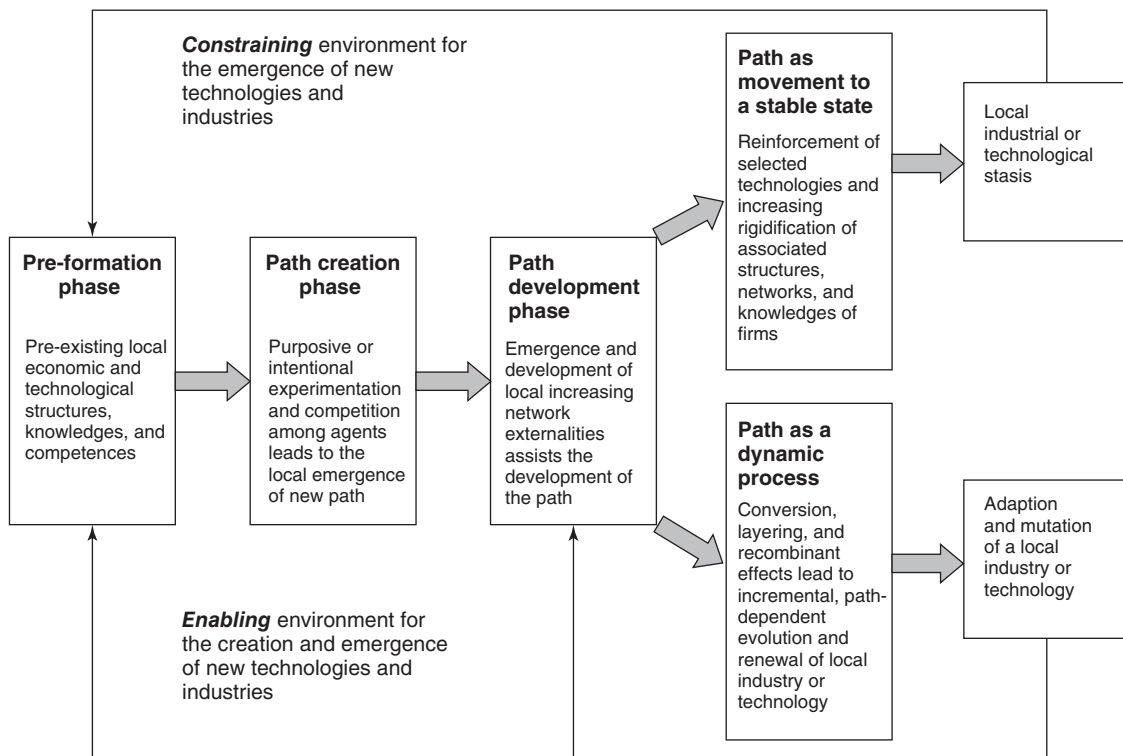 Constraining environment for
the emergence of new
technologies and
industries
Path as
movement to
a stable state
Reinforcement of
selected
technologies and
increasing
rigidification of
associated
structures,
networks, and
knowledges of
firms
Local
industrial or
technological
stasis
Pre-formation
phase
Pre-existing local
economic and
technological
structures,
knowledges, and
competences
Path creation
phase
Purposive or
intentional
experimentation
and competition
among agents
leads to the
local emergence
of new path
Path
development
phase
Emergence and
development of
local increasing
network
externalities
assists the
development of
the path
Path as a
dynamic
process
Conversion,
layering, and
recombinant
effects lead to
incremental, path-
dependent
evolution and
renewal of local
industry or
technology
Adaption
and mutation
of a local
industry or
technology
Enabling environment for
the creation and emergence
of new technologies and
industries